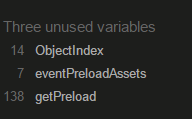 Three unused variables
14 ObjectIndex
7 eventPreloadAssets
138 getPreload